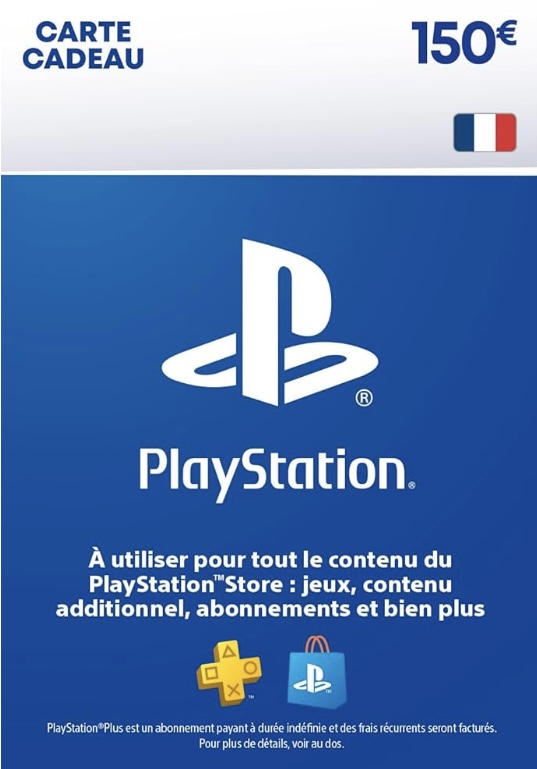 CARTE
CADEAU
150€
PlayStation®
À utiliser pour tout le contenu du
PlayStation™Store : jeux, contenu
additionnel, abonnements et bien plus
PlayStation®Plus est un abonnement payant à durée indéfinie et des frais récurrents seront facturés.
Pour plus de détails, voir au dos.